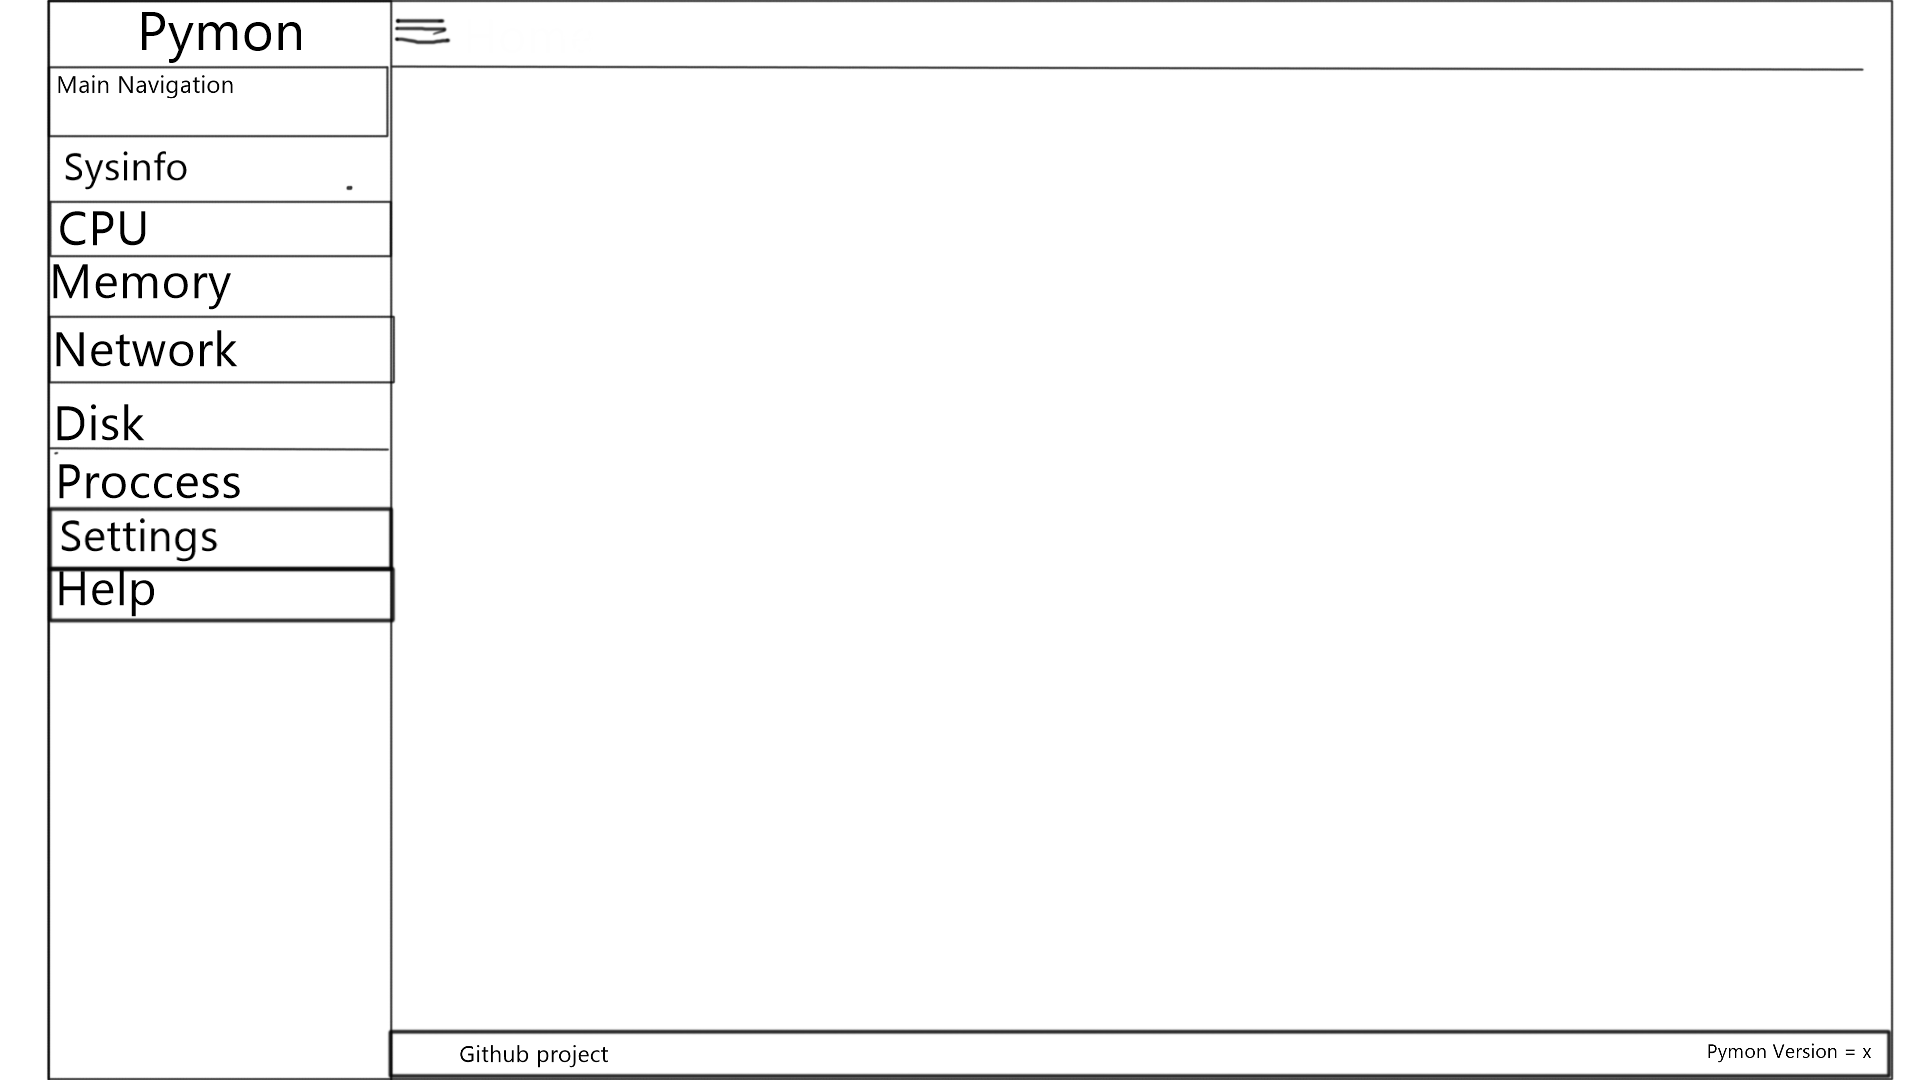 Pymon
Main Navigation
Sysinfo
CPU
Memory
Network
Disk
Proccess
Settings
Help
Github project
Pymon Version = x